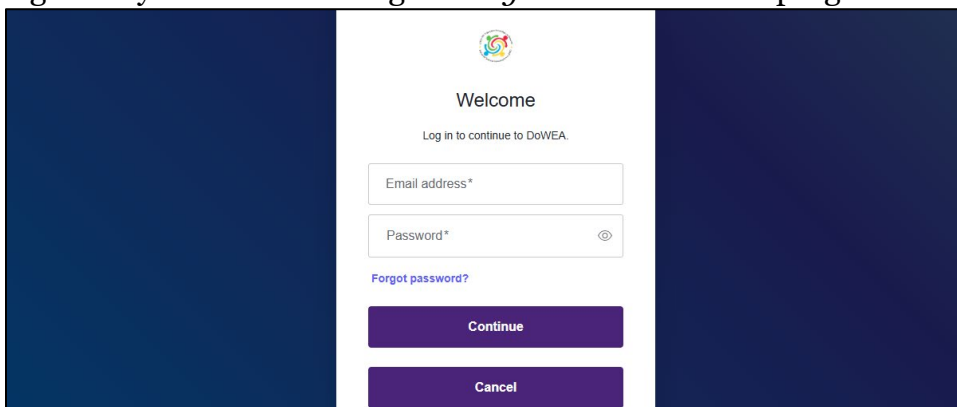 Welcome
Log in to continue to DoWEA.
Email address*
Password*
Forgot password?
Continue
Cancel